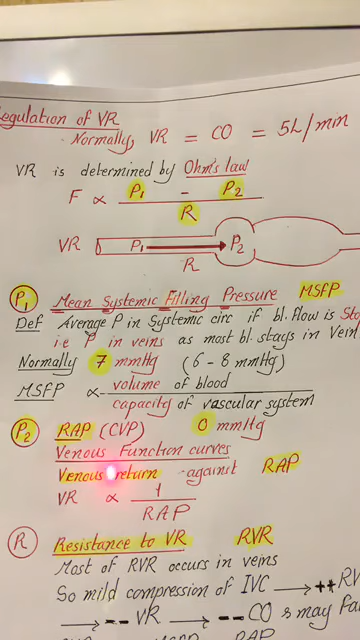 Regulation of VR
- Normally, VR = CO = 5L/min
VR is determined by Ohm's law
F ∝ P1 - P2
R
VR P1 → P2
R
P1 Mean Systemic Filling Pressure MSFP
Def Average P in Systemic circ if bl. flow is
i.e P in veins as most bl. stays in Vein
Normally 7 mmHg (6 - 8 mmHg)
MSFP ∝ volume of blood
capacity of vascular system
P2 RAP (CVP) 0 mmHg
Venous Function curves
Venous return - against RAP
VR ∝ 1
RAP
R Resistance to VR RVR
Most of RVR occurs in veins
So mild compression of IVC → ++ RV
→ -- VR → -- CO & may